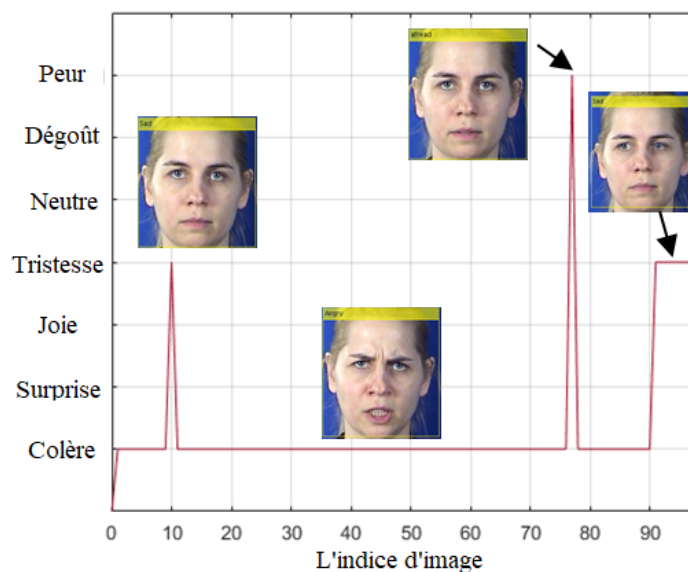 Peur
Dégoût
Neutre
Tristesse
Joie
Surprise
Colère
Sad
afread
Sad
Angry
0 10 20 30 40 50 60 70 80 90
L'indice d'image